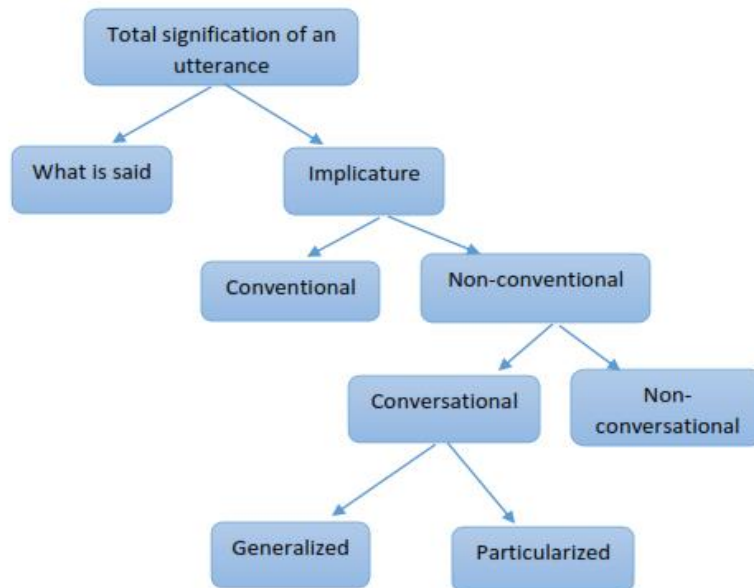 Total signification of an
utterance
What is said
Implicature
Conventional
Non-conventional
Conversational
Non-
conversational
Generalized
Particularized